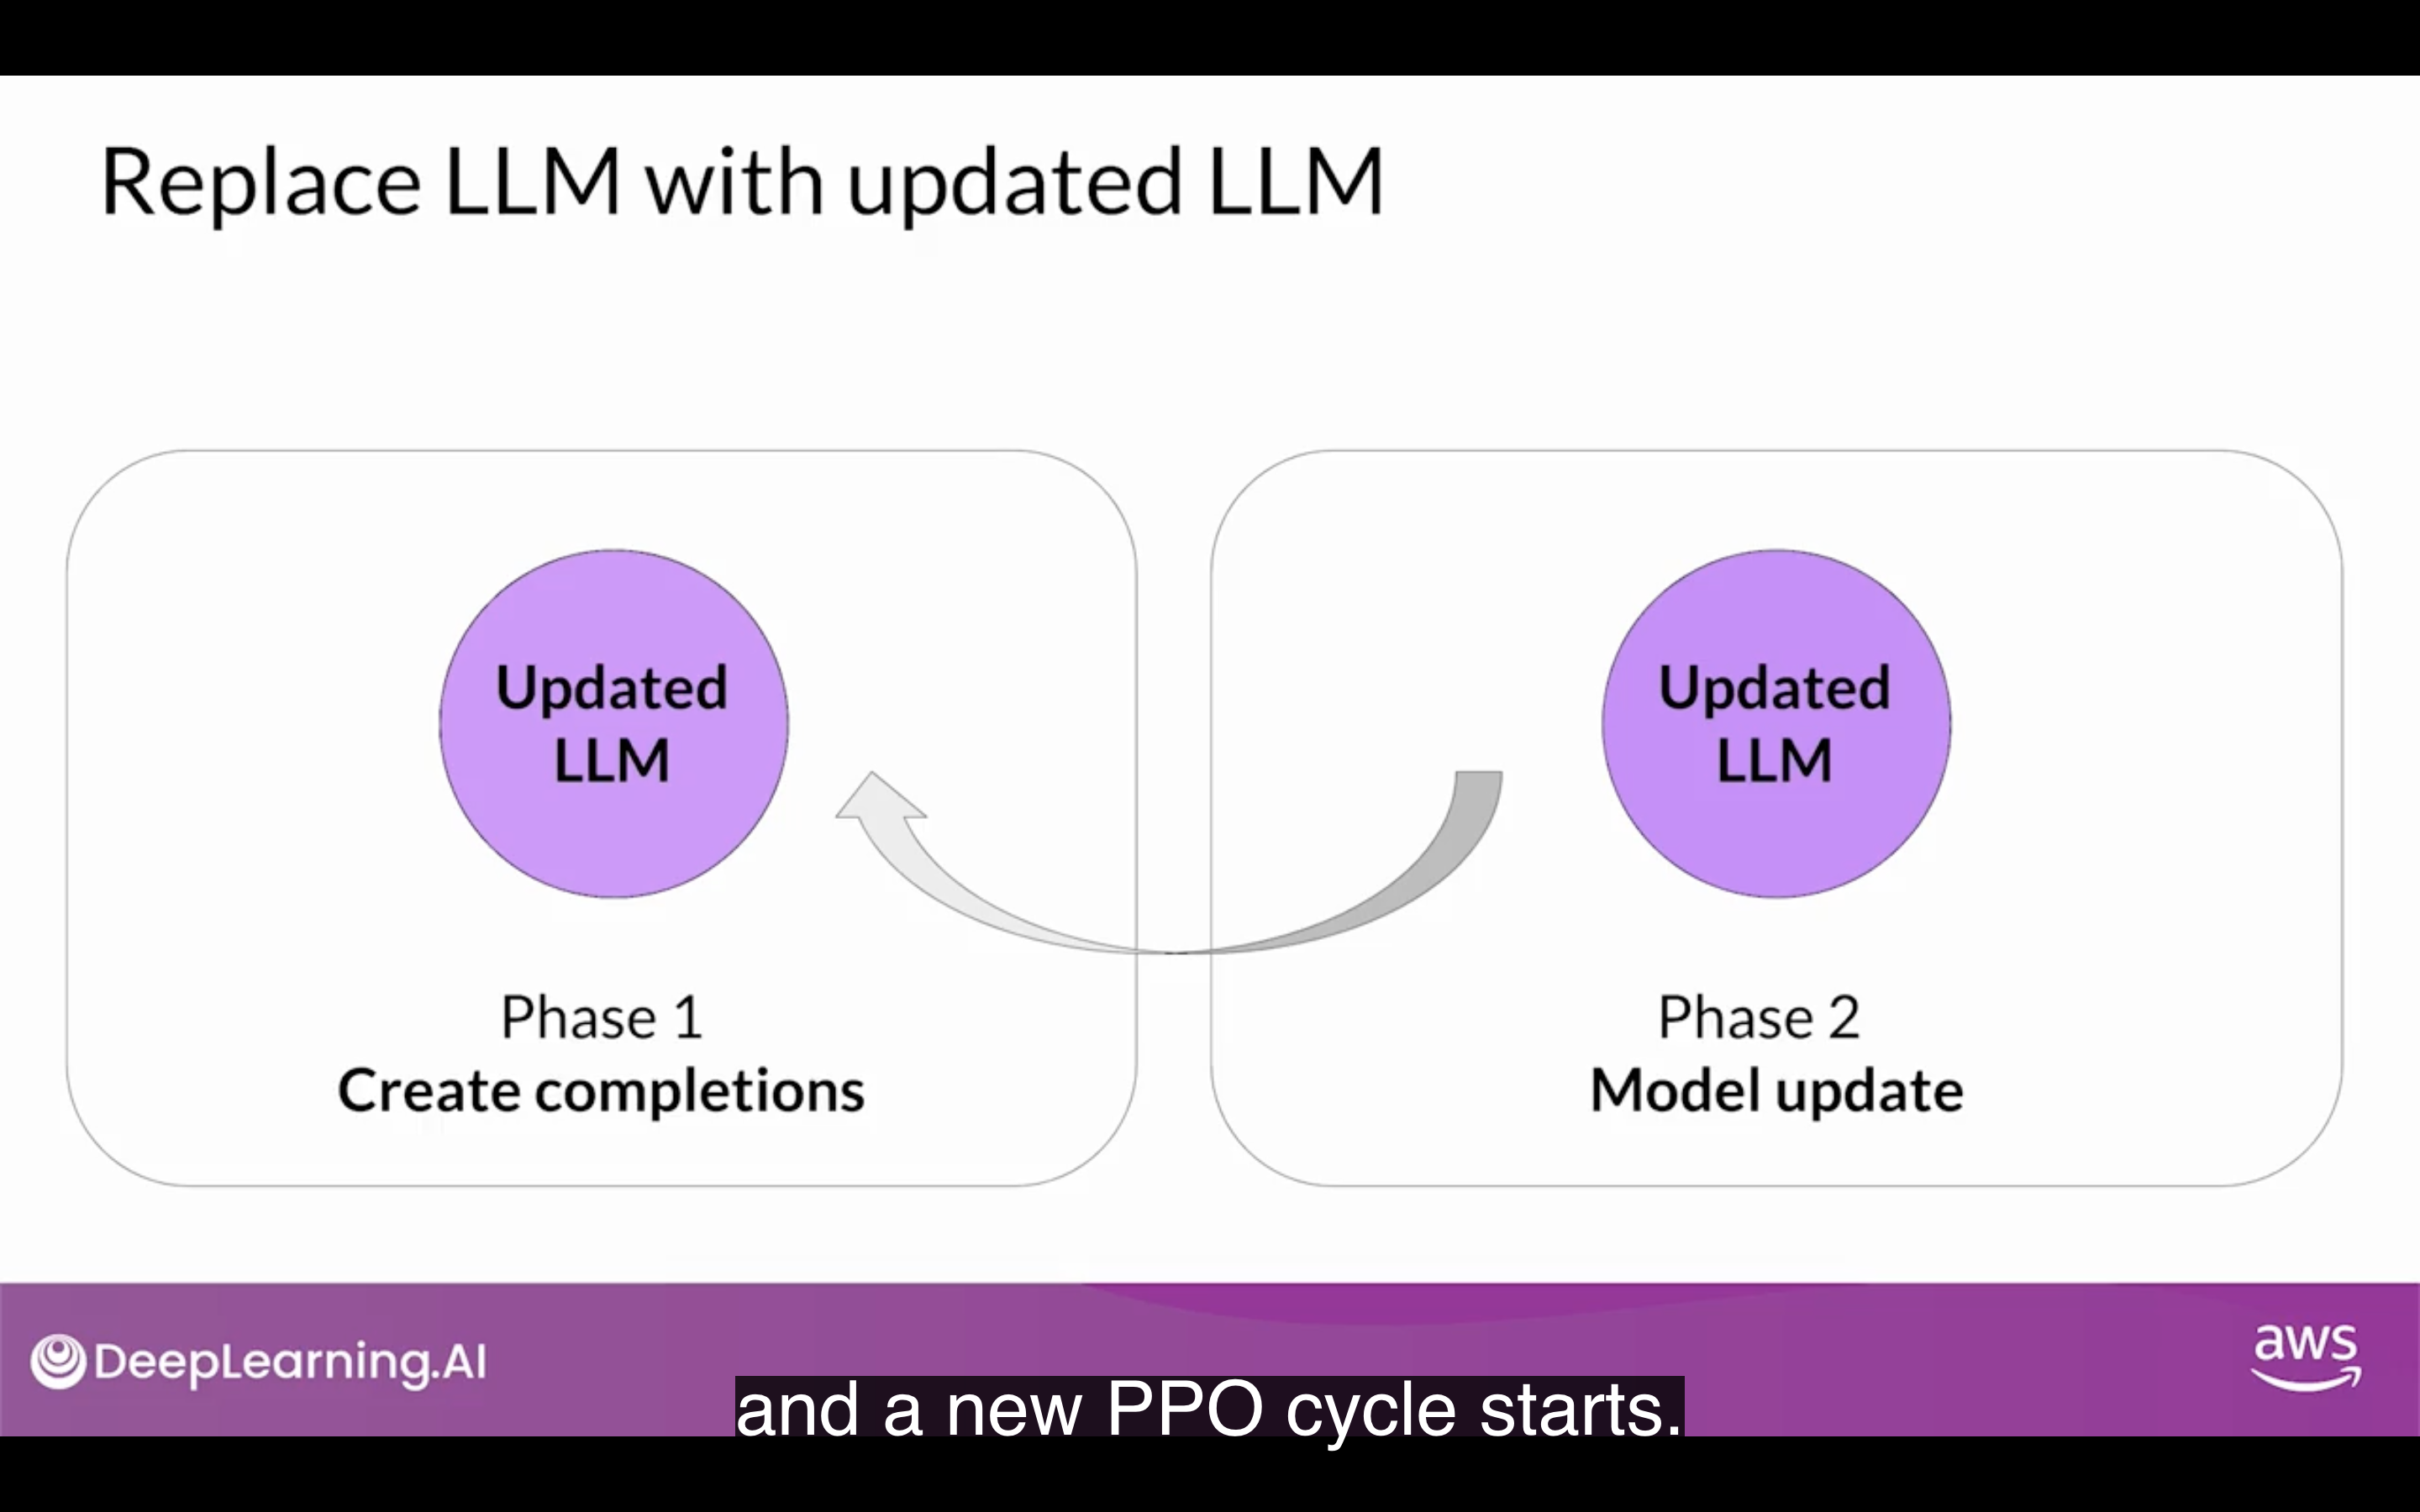 Replace LLM with updated LLM
Updated
LLM
Phase 1
Create completions
Updated
LLM
Phase 2
Model update
DeepLearning.AI
aws
and a new PPO cycle starts.